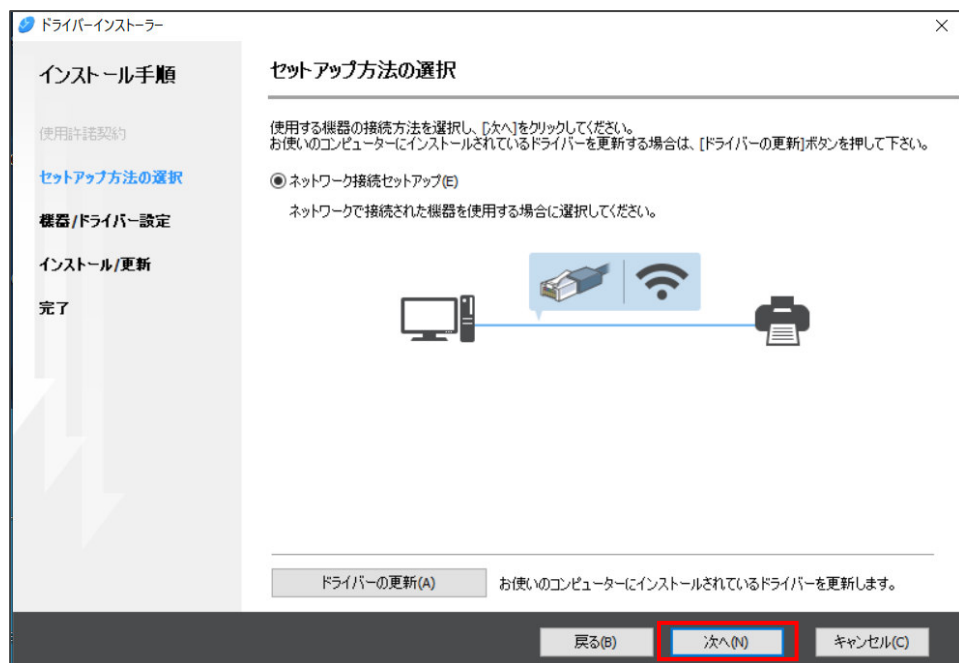 ドライバーインストーラー
インストール手順
使用許諾契約
セットアップ方法の選択
機器/ドライバー設定
インストール/更新
完了
セットアップ方法の選択
使用する機器の接続方法を選択し、[次へ]をクリックしてください。
お使いのコンピューターにインストールされているドライバーを更新する場合は、[ドライバーの更新]ボタンを押して下さい。
ネットワーク接続セットアップ(E)
ネットワークで接続された機器を使用する場合に選択してください。
ドライバーの更新(A)
お使いのコンピューターにインストールされているドライバーを更新します。
戻る(B)
次へ(N)
キャンセル(C)